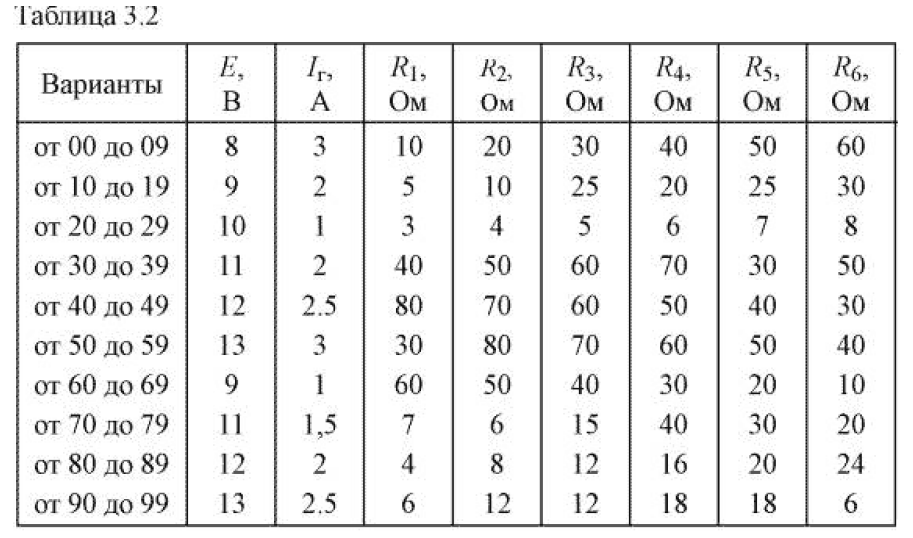 Таблица 3.2
Варианты E, В Iг, А R1, Ом R2, Ом R3, Ом R4, Ом R5, Ом R6, Ом
от 00 до 09 8 3 10 20 30 40 50 60
от 10 до 19 9 2 5 10 25 20 25 30
от 20 до 29 10 1 3 4 5 6 7 8
от 30 до 39 11 2 40 50 60 70 30 50
от 40 до 49 12 2.5 80 70 60 50 40 30
от 50 до 59 13 3 30 80 70 60 50 40
от 60 до 69 9 1 60 50 40 30 20 10
от 70 до 79 11 1,5 7 6 15 40 30 20
от 80 до 89 12 2 4 8 12 16 20 24
от 90 до 99 13 2.5 6 12 12 18 18 6